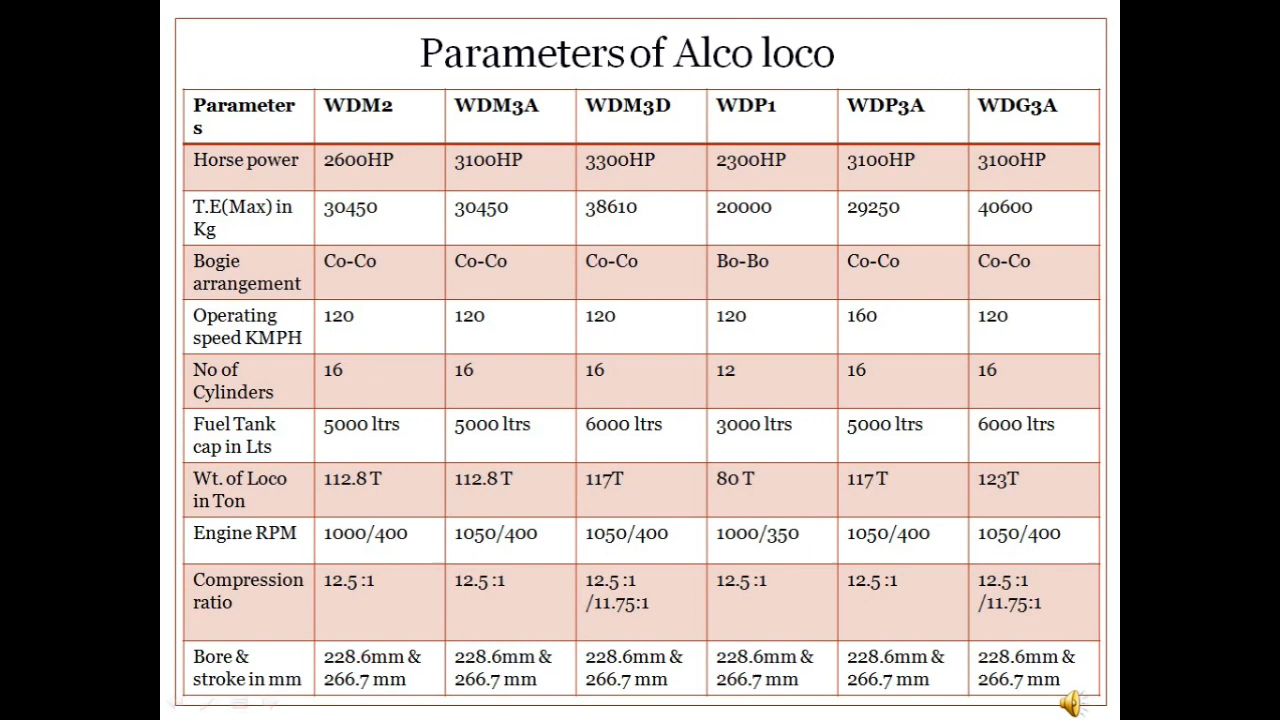 Parameters of Alco loco
Parameter WDM2 WDM3A WDM3D WDP1 WDP3A WDG3A
s
Horse power 2600HP 3100HP 3300HP 2300HP 3100HP 3100HP
T.E(Max) in 30450 30450 38610 20000 29250 40600
Kg
Bogie Co-Co Co-Co Co-Co Bo-Bo Co-Co Co-Co
arrangement
Operating 120 120 120 120 160 120
speed KMPH
No of 16 16 16 12 16 16
Cylinders
Fuel Tank 5000 ltrs 5000 ltrs 6000 ltrs 3000 ltrs 5000 ltrs 6000 ltrs
cap in Lts
Wt. of Loco 112.8 T 112.8 T 117T 80 T 117 T 123T
in Ton
Engine RPM 1000/400 1050/400 1050/400 1000/350 1050/400 1050/400
Compression 12.5 :1 12.5 :1 12.5 :1 12.5 :1 12.5 :1 12.5 :1
ratio /11.75:1 /11.75:1
Bore & 228.6mm & 228.6mm & 228.6mm & 228.6mm & 228.6mm & 228.6mm &
stroke in mm 266.7 mm 266.7 mm 266.7 mm 266.7 mm 266.7 mm 266.7 mm